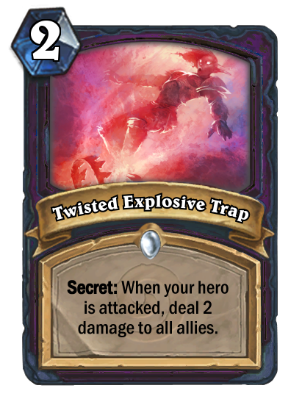 2
Twisted Explosive Trap
Secret: When your hero
is attacked, deal 2
damage to all allies.